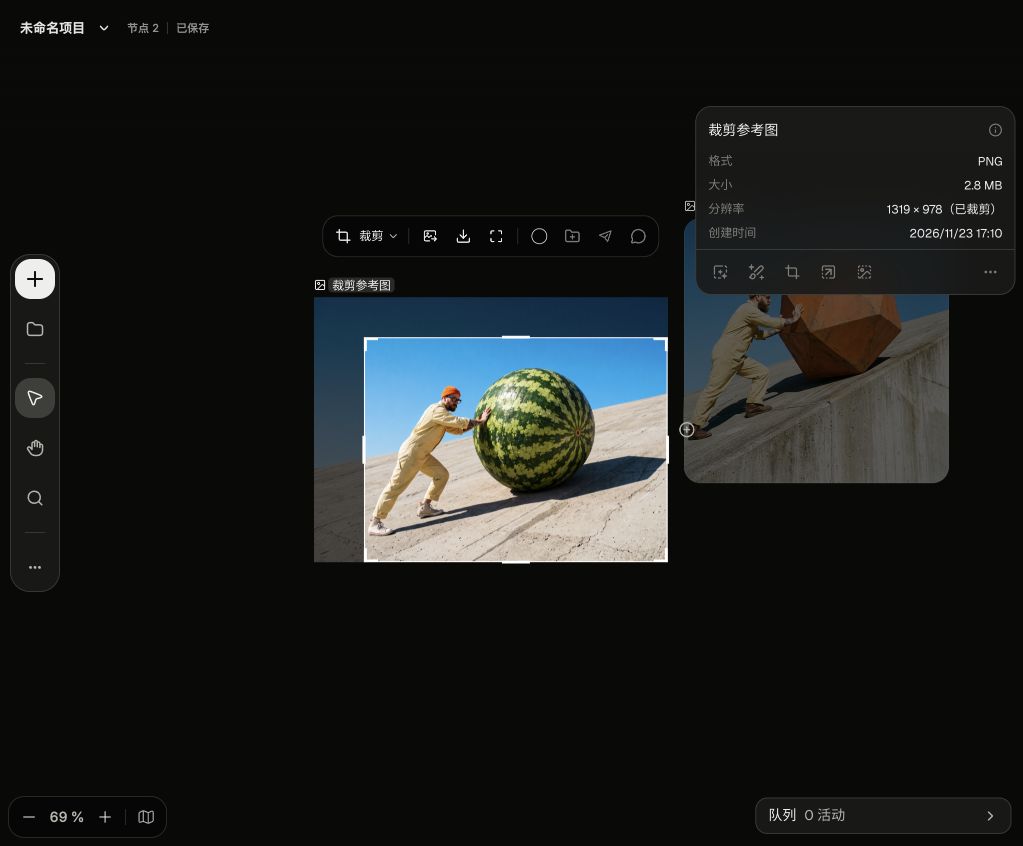 未命名项目
节点 2
已保存
裁剪参考图
格式 PNG
大小 2.8 MB
分辨率 1319 × 978（已裁剪）
创建时间 2026/11/23 17:10
裁剪
裁剪参考图
69 %
队列 0 活动